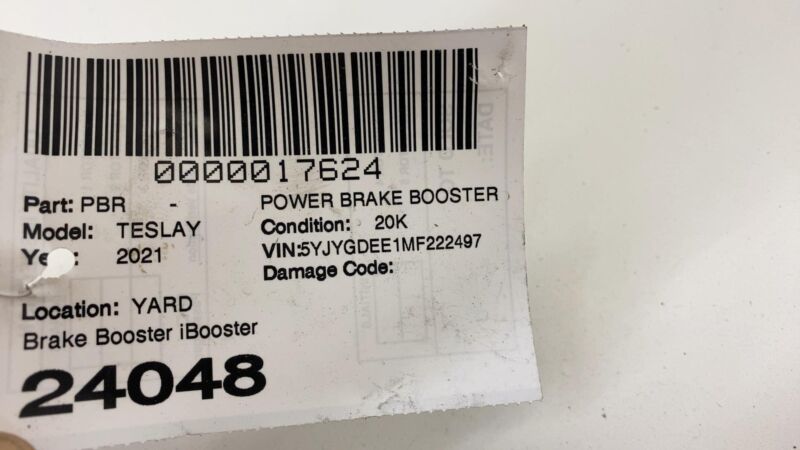 0000017624
Part: PBR - POWER BRAKE BOOSTER
Model: TESLAY Condition: 20K
2021 VIN:5YJYGDEE1MF222497
Damage Code:
Location: YARD
Brake Booster iBooster
24048
DATE: